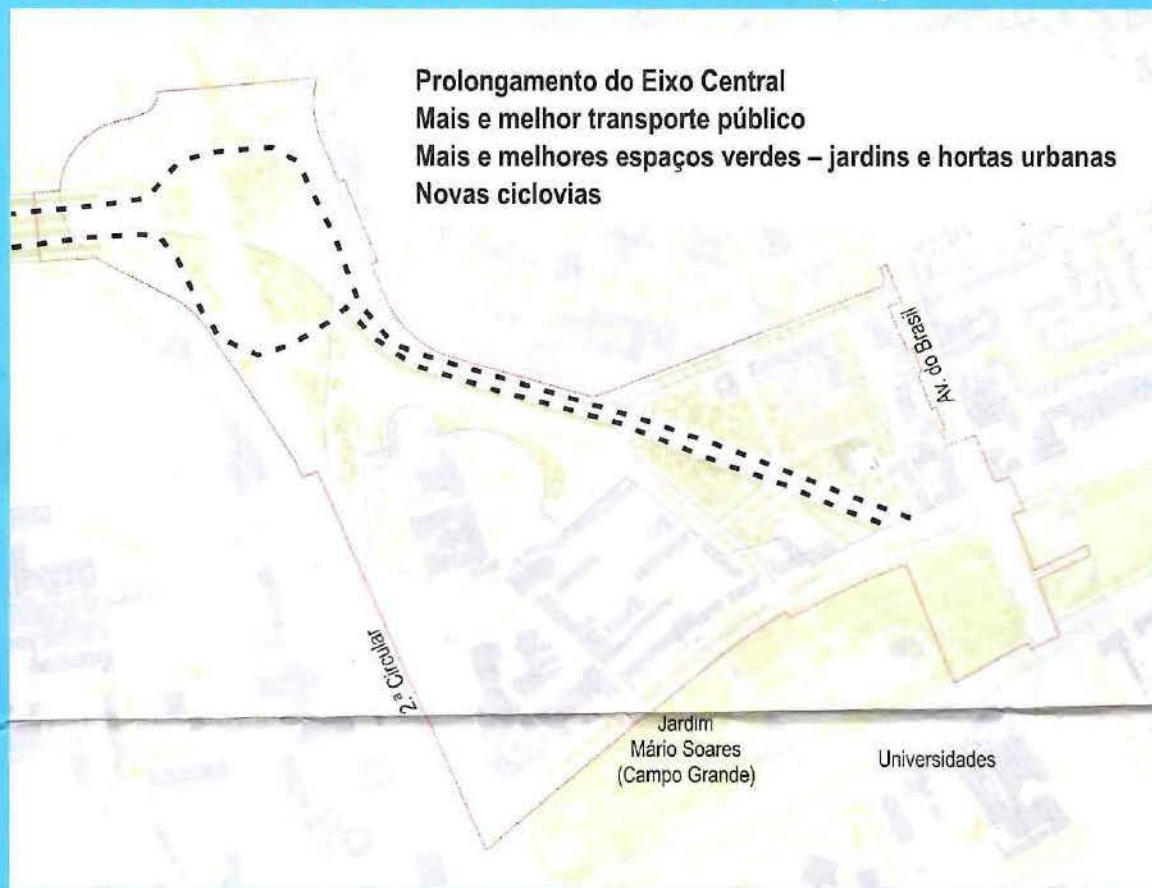 Prolongamento do Eixo Central
Mais e melhor transporte público
Mais e melhores espaços verdes – jardins e hortas urbanas
Novas ciclovias
Av. do Brasil
2.ª Circular
Jardim
Mário Soares
(Campo Grande)
Universidades